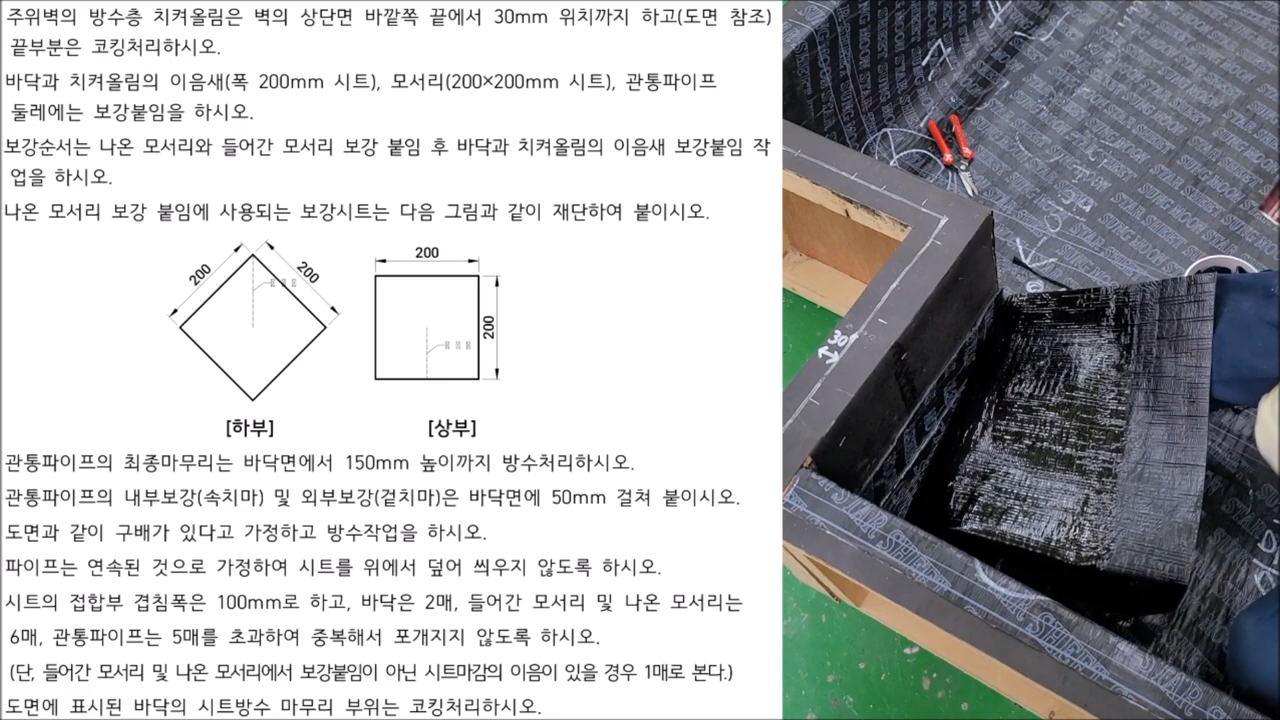 주위벽의 방수층 치켜올림은 벽의 상단면 바깥쪽 끝에서 30mm 위치까지 하고(도면 참조)
끝부분은 코킹처리하시오.
바닥과 치켜올림의 이음새(폭 200mm 시트), 모서리(200×200mm 시트), 관통파이프
둘레에는 보강붙임을 하시오.
보강순서는 나온 모서리와 들어간 모서리 보강 붙임 후 바닥과 치켜올림의 이음새 보강붙임 작
업을 하시오.
나온 모서리 보강 붙임에 사용되는 보강시트는 다음 그림과 같이 재단하여 붙이시오.
200
200
200
200
[하부]
[상부]
관통파이프의 최종마무리는 바닥면에서 150mm 높이까지 방수처리하시오.
관통파이프의 내부보강(속치마) 및 외부보강(겉치마)은 바닥면에 50mm 걸쳐 붙이시오.
도면과 같이 구배가 있다고 가정하고 방수작업을 하시오.
파이프는 연속된 것으로 가정하여 시트를 위에서 덮어 씌우지 않도록 하시오.
시트의 접합부 겹침폭은 100mm로 하고, 바닥은 2매, 들어간 모서리 및 나온 모서리는
6매, 관통파이프는 5매를 초과하여 중복해서 포개지지 않도록 하시오.
(단, 들어간 모서리 및 나온 모서리에서 보강붙임이 아닌 시트마감의 이음이 있을 경우 1매로 본다.)
도면에 표시된 바닥의 시트방수 마무리 부위는 코킹처리하시오.
30
STAR SHEET